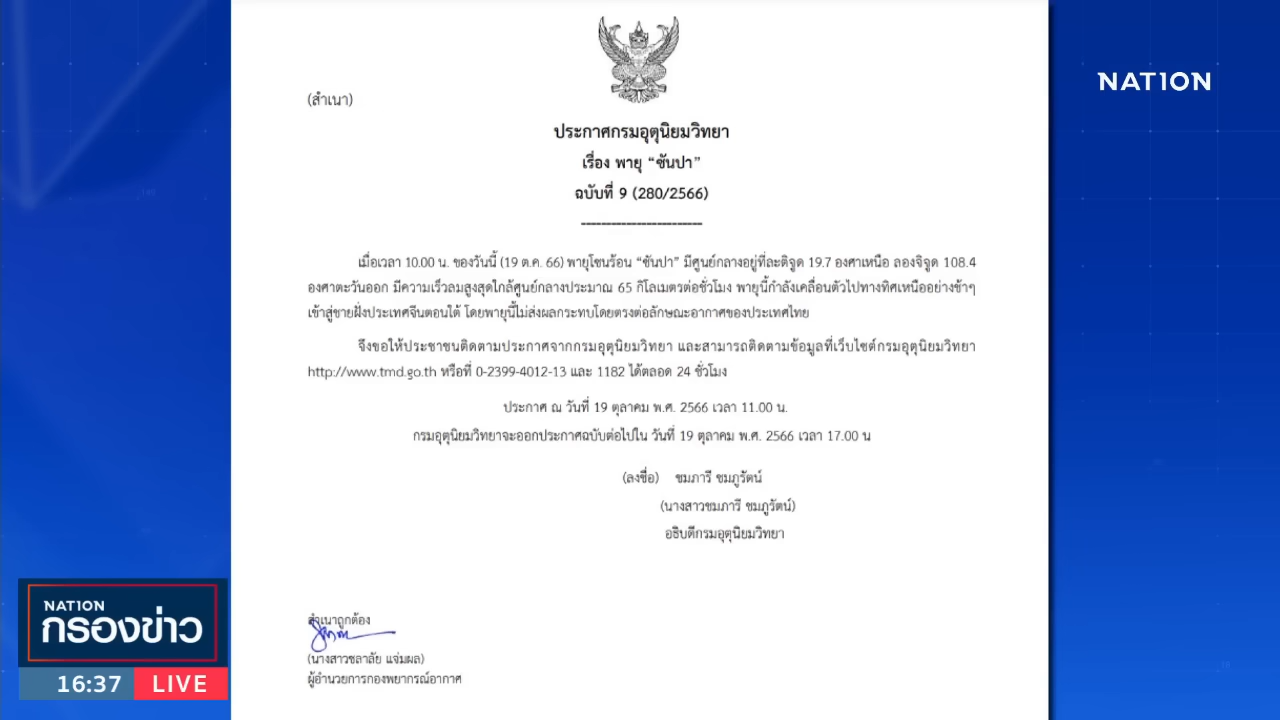 NATION
(สำเนา)
ประกาศกรมอุตุนิยมวิทยา
เรื่อง พายุ “ซันปา”
ฉบับที่ 9 (280/2566)
------------------------
เมื่อเวลา 10.00 น. ของวันนี้ (19 ต.ค. 66) พายุโซนร้อน “ซันปา” มีศูนย์กลางอยู่ที่ละติจูด 19.7 องศาเหนือ ลองจิจูด 108.4
องศาตะวันออก มีความเร็วลมสูงสุดใกล้ศูนย์กลางประมาณ 65 กิโลเมตรต่อชั่วโมง พายุนี้กำลังเคลื่อนตัวไปทางทิศเหนืออย่างช้าๆ
เข้าสู่ชายฝั่งประเทศจีนตอนใต้ โดยพายุนี้ไม่ส่งผลกระทบโดยตรงต่อลักษณะอากาศของประเทศไทย
จึงขอให้ประชาชนติดตามประกาศจากกรมอุตุนิยมวิทยา และสามารถติดตามข้อมูลที่เว็บไซต์กรมอุตุนิยมวิทยา
http://www.tmd.go.th หรือที่ 0-2399-4012-13 และ 1182 ได้ตลอด 24 ชั่วโมง
ประกาศ ณ วันที่ 19 ตุลาคม พ.ศ. 2566 เวลา 11.00 น.
กรมอุตุนิยมวิทยาจะออกประกาศฉบับต่อไปใน วันที่ 19 ตุลาคม พ.ศ. 2566 เวลา 17.00 น
(ลงชื่อ) ชมภารี ชมภูรัตน์
(นางสาวชมภารี ชมภูรัตน์)
อธิบดีกรมอุตุนิยมวิทยา
สำเนาถูกต้อง
(นางสาวชลาลัย แจ่มผล)
ผู้อำนวยการกองพยากรณ์อากาศ
NATION
กรองข่าว
16:37 LIVE